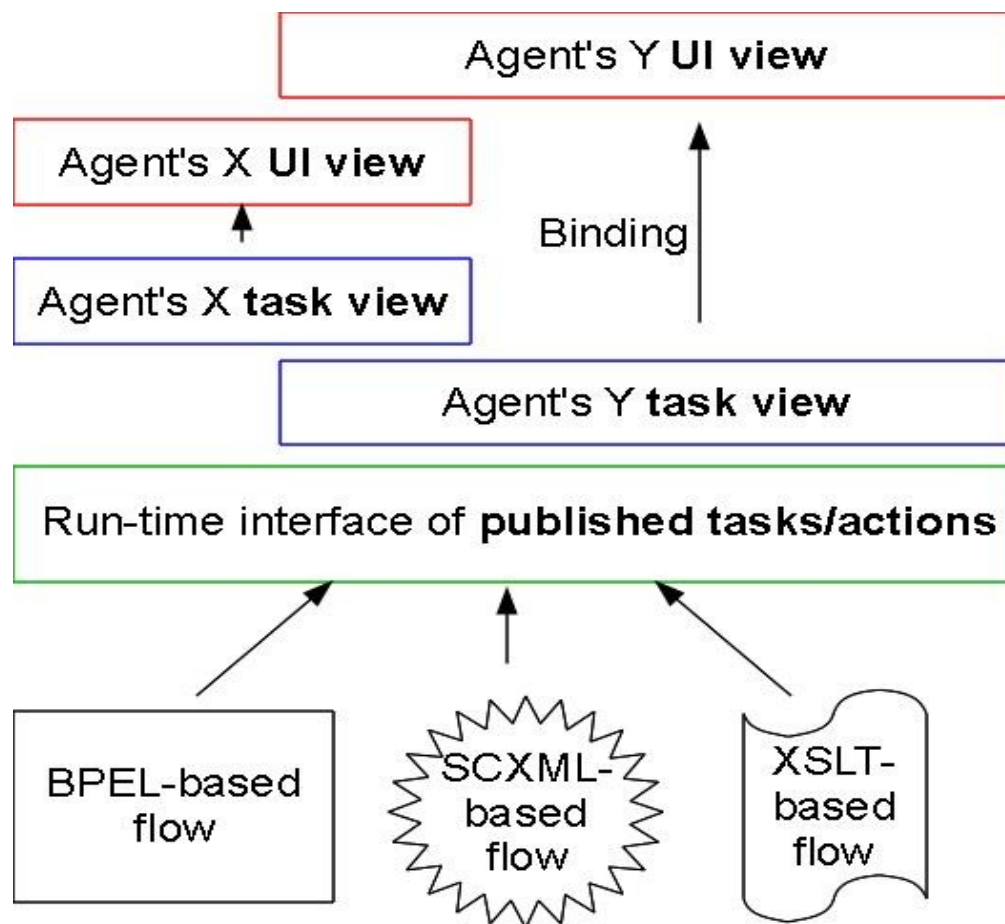 Agent's Y UI view
Agent's X UI view
Binding
Agent's X task view
Agent's Y task view
Run-time interface of published tasks/actions
BPEL-based
flow
SCXML-
based
flow
XSLT-
based
flow